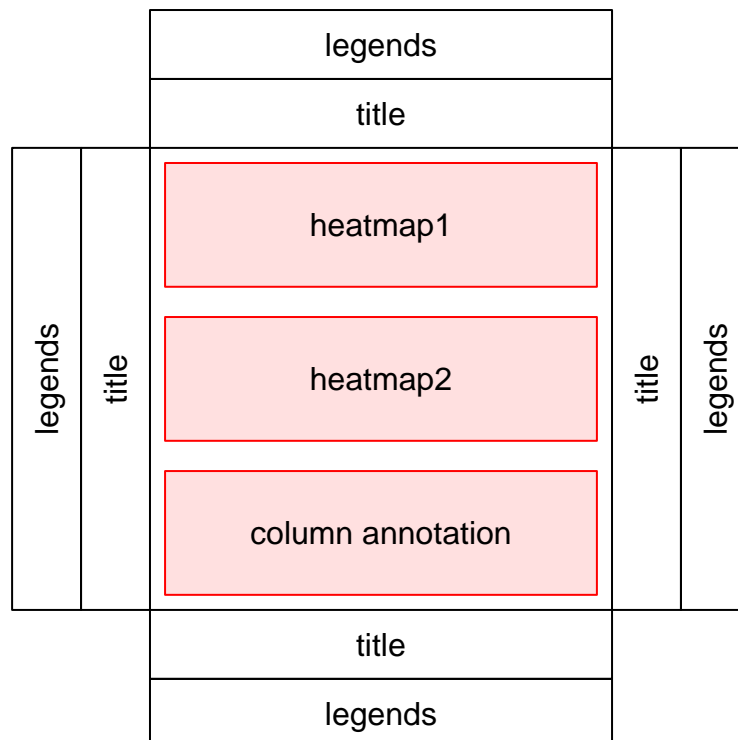 legends
title
heatmap1
legends
title
heatmap2
title
legends
column annotation
title
legends